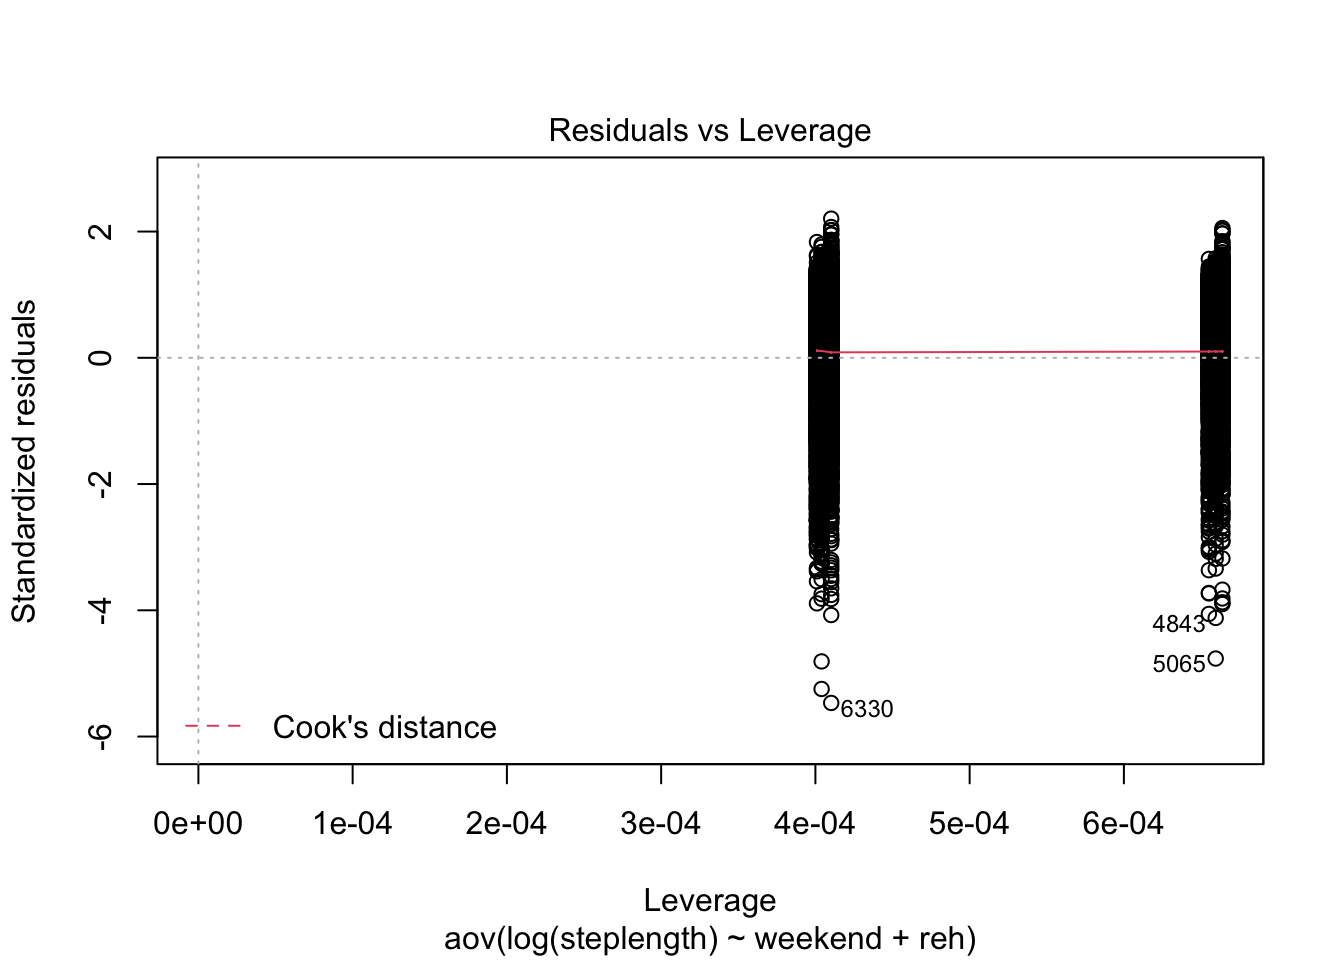 Residuals vs Leverage
Standardized residuals
2
0
-2
-4
-6
4843
5065
6330
Cook's distance
0e+00 1e-04 2e-04 3e-04 4e-04 5e-04 6e-04
Leverage
aov(log(steplength) ~ weekend + reh)